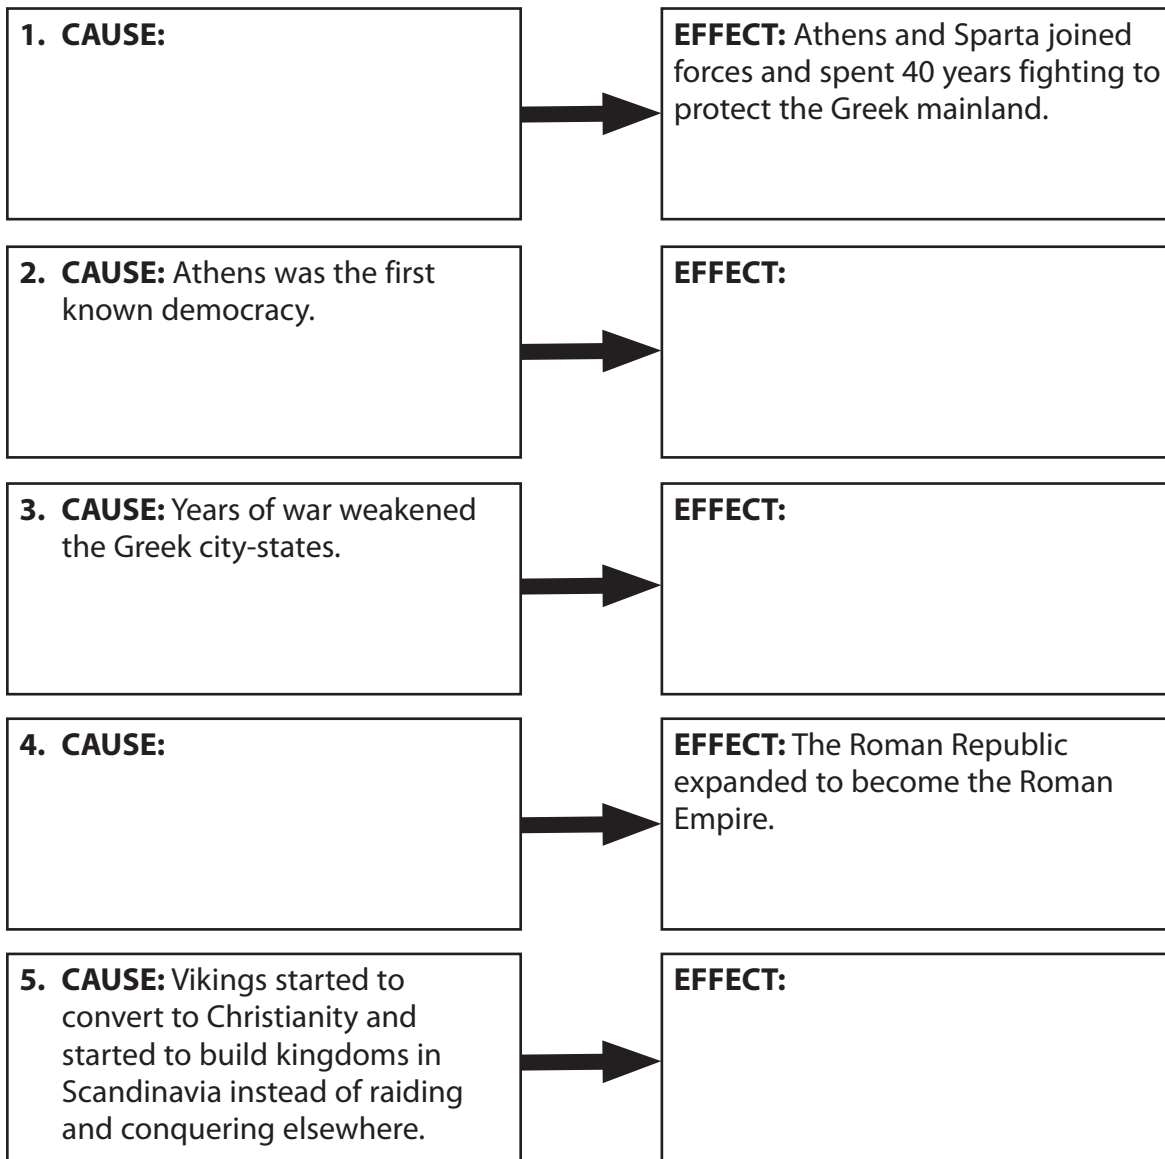 1. CAUSE:
EFFECT: Athens and Sparta joined
forces and spent 40 years fighting to
protect the Greek mainland.
2. CAUSE: Athens was the first
known democracy.
EFFECT:
3. CAUSE: Years of war weakened
the Greek city-states.
EFFECT:
4. CAUSE:
EFFECT: The Roman Republic
expanded to become the Roman
Empire.
5. CAUSE: Vikings started to
convert to Christianity and
started to build kingdoms in
Scandinavia instead of raiding
and conquering elsewhere.
EFFECT: